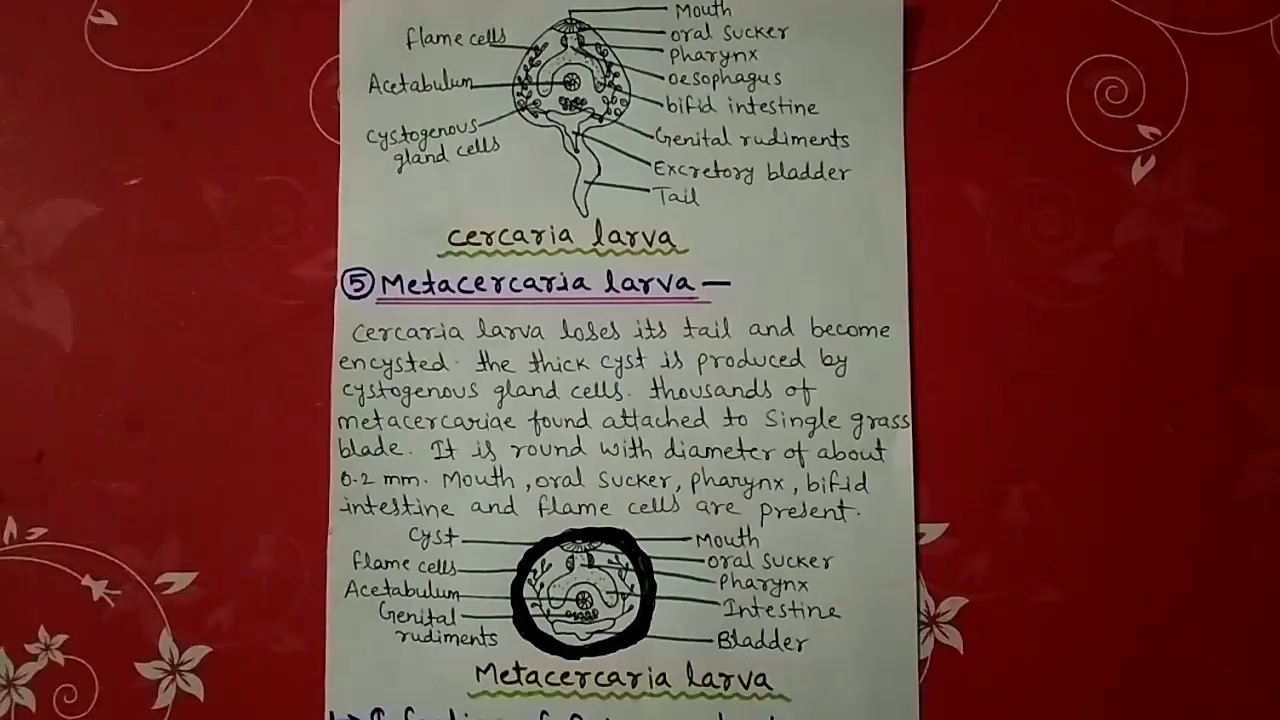 Mouth
flame cells
oral sucker
Pharynx
Acetabulum
oesophagus
bifid intestine
cystogenous
gland cells
Genital rudiments
Excretory bladder
Tail
cercaria larva
⑤ Metacercaria larva —
cercaria larva loses its tail and become
encysted. the thick cyst is produced by
cystogenous gland cells. thousands of
metacercariae found attached to single grass
blade. It is round with diameter of about
0.2 mm. Mouth, oral sucker, pharynx, bifid
intestine and flame cells are present.
Cyst
Mouth
flame cells
oral sucker
Acetabulum
Pharynx
Genital
rudiments
Intestine
Bladder
Metacercaria larva